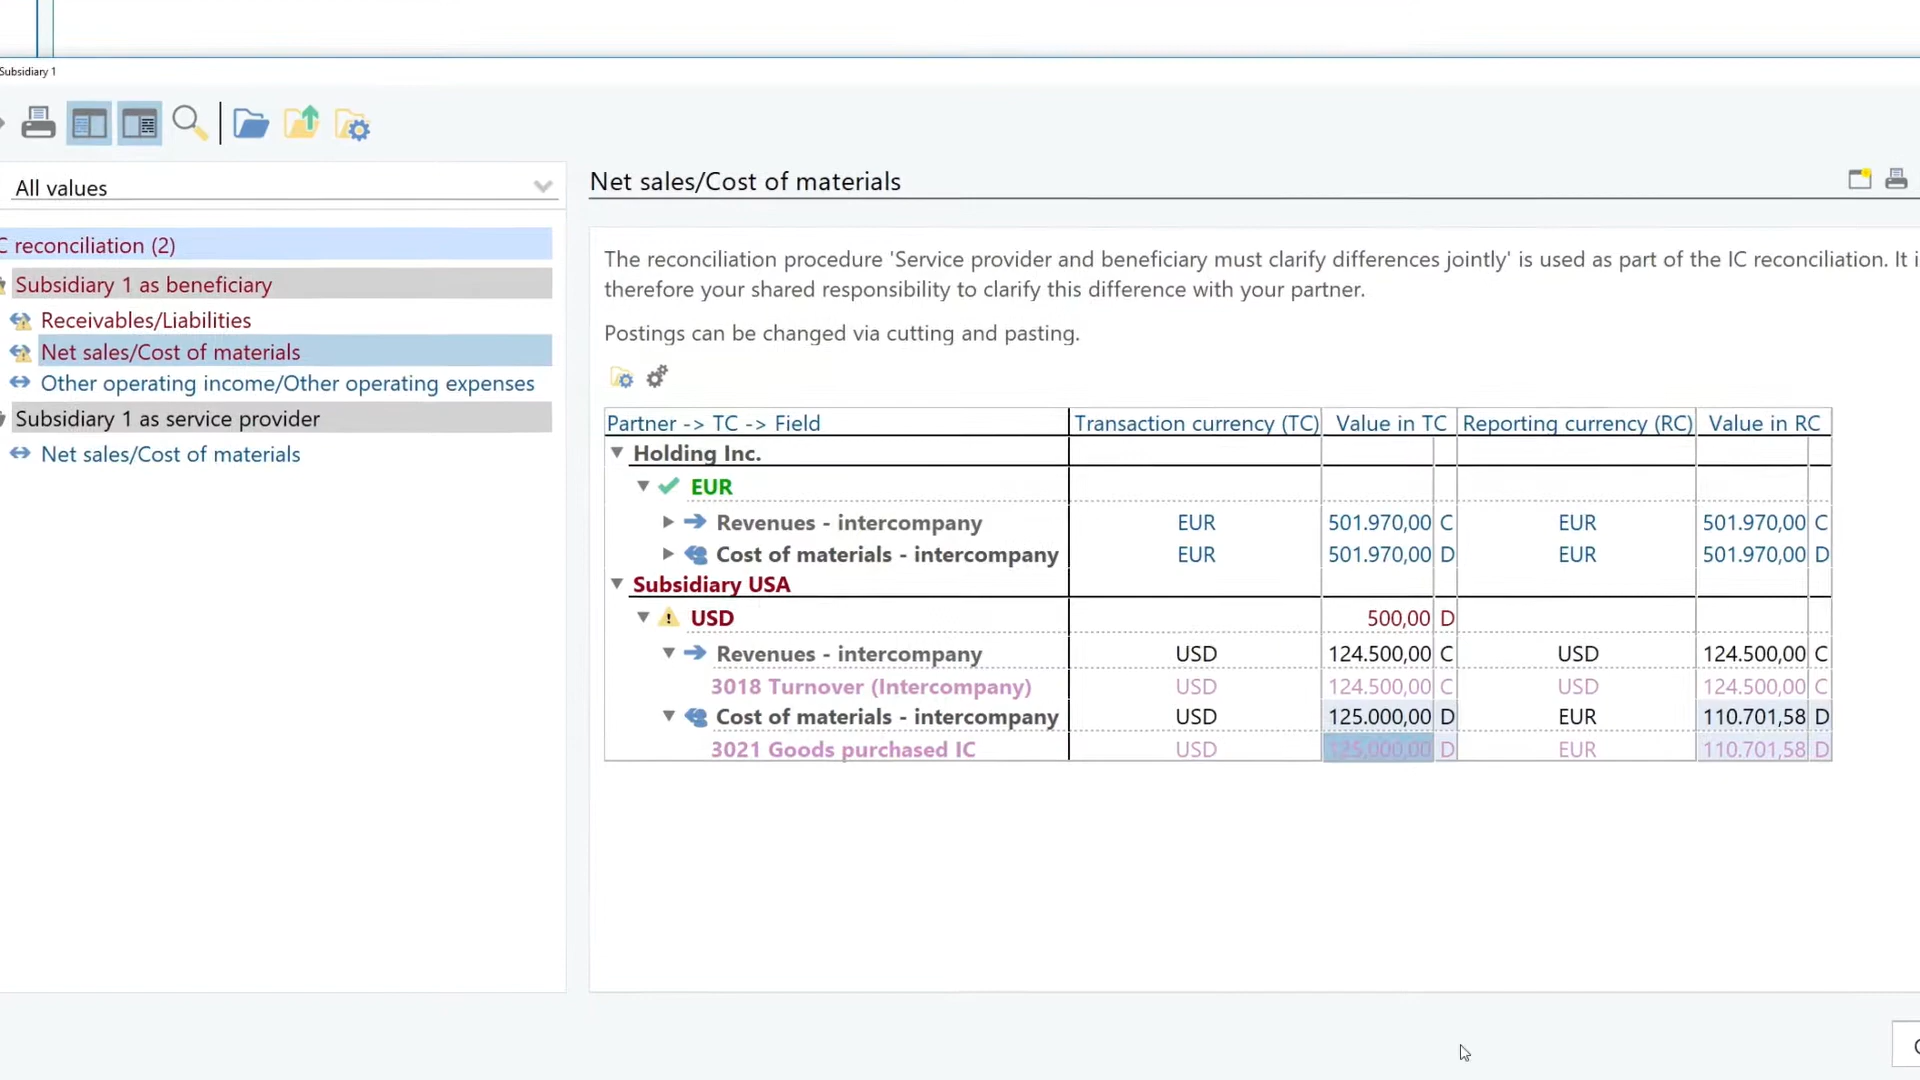 Subsidiary 1
All values
C reconciliation (2)
Subsidiary 1 as beneficiary
Receivables/Liabilities
Net sales/Cost of materials
Other operating income/Other operating expenses
Subsidiary 1 as service provider
Net sales/Cost of materials
Net sales/Cost of materials
The reconciliation procedure 'Service provider and beneficiary must clarify differences jointly' is used as part of the IC reconciliation. It i
therefore your shared responsibility to clarify this difference with your partner.
Postings can be changed via cutting and pasting.
Partner -> TC -> Field Transaction currency (TC) Value in TC Reporting currency (RC) Value in RC
Holding Inc.
EUR
Revenues - intercompany EUR 501.970,00 C EUR 501.970,00 C
Cost of materials - intercompany EUR 501.970,00 D EUR 501.970,00 D
Subsidiary USA
USD 500,00 D
Revenues - intercompany USD 124.500,00 C USD 124.500,00 C
3018 Turnover (Intercompany) USD 124.500,00 C USD 124.500,00 C
Cost of materials - intercompany USD 125.000,00 D EUR 110.701,58 D
3021 Goods purchased IC USD 125.000,00 D EUR 110.701,58 D